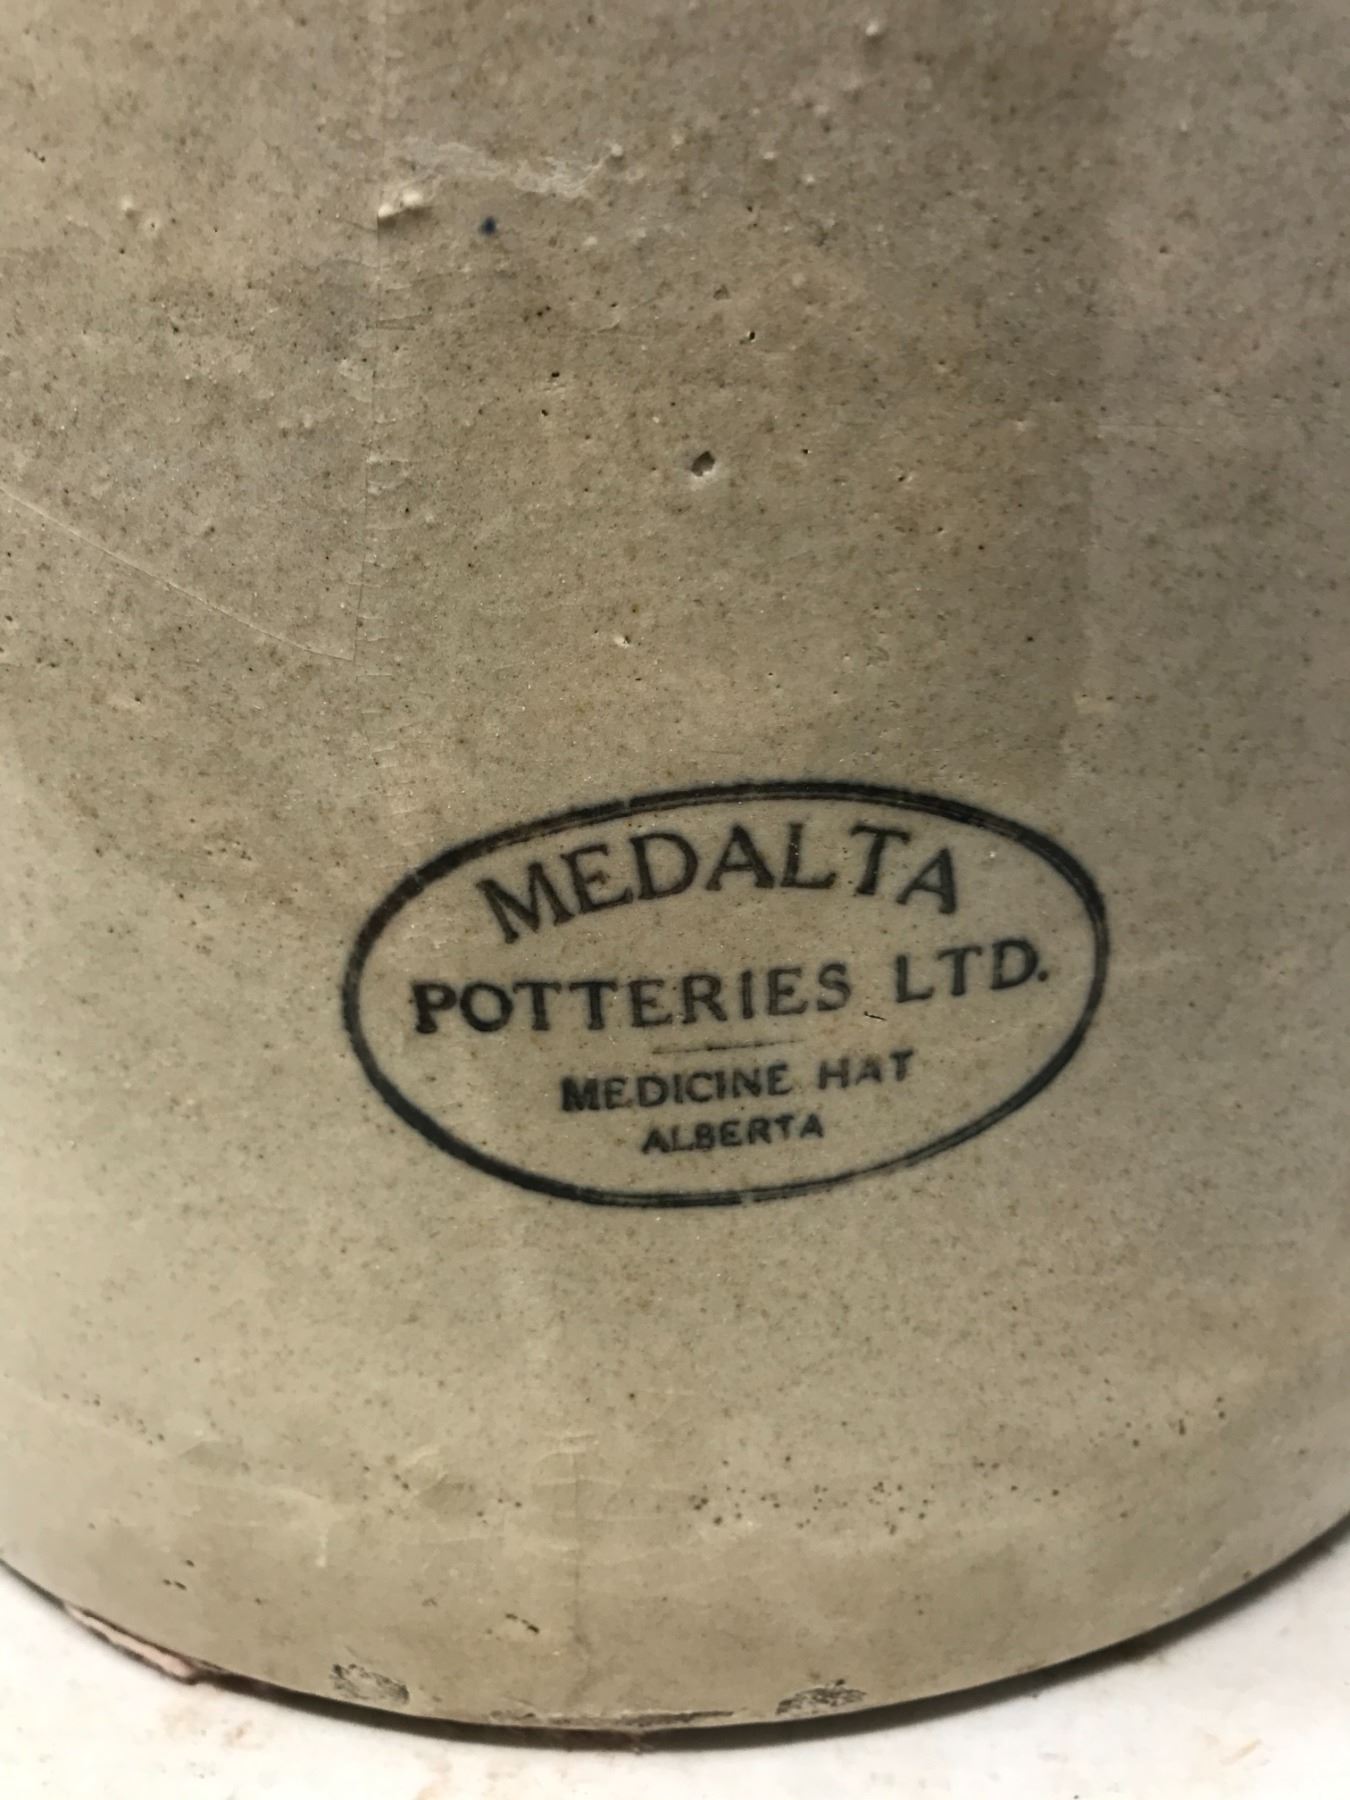 MEDALTA
POTTERIES LTD.
MEDICINE HAT
ALBERTA